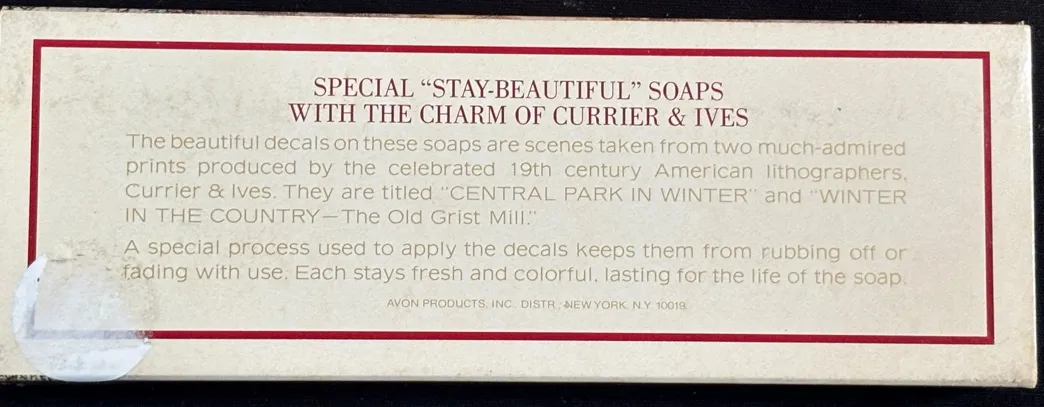 SPECIAL “STAY-BEAUTIFUL” SOAPS
WITH THE CHARM OF CURRIER & IVES
The beautiful decals on these soaps are scenes taken from two much-admired
prints produced by the celebrated 19th century American lithographers,
Currier & Ives. They are titled “CENTRAL PARK IN WINTER” and “WINTER
IN THE COUNTRY—The Old Grist Mill.”
A special process used to apply the decals keeps them from rubbing off or
fading with use. Each stays fresh and colorful, lasting for the life of the soap.
AVON PRODUCTS, INC. DISTR., NEW YORK, N.Y. 10019